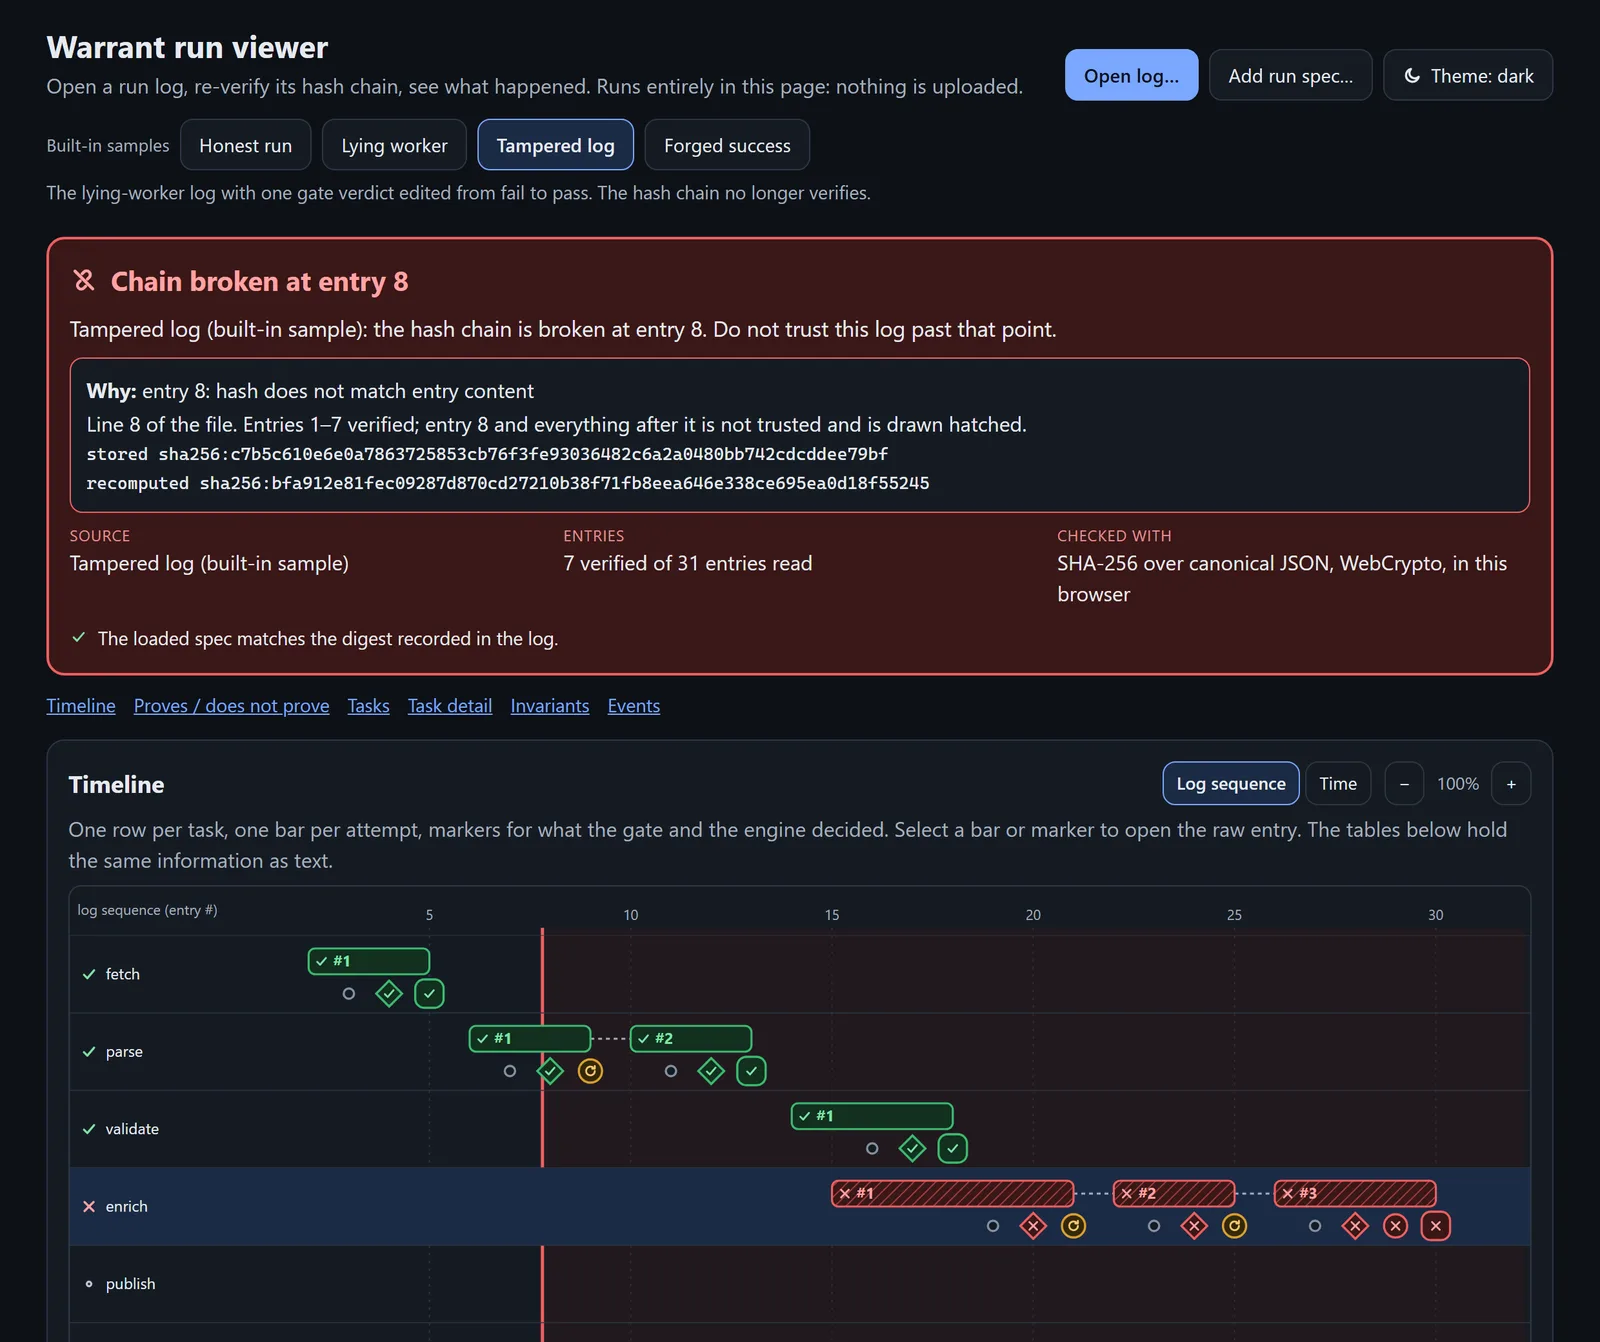 Warrant run viewer
Open a run log, re-verify its hash chain, see what happened. Runs entirely in this page: nothing is uploaded.
Open log...
Add run spec...
Theme: dark
Built-in samples
Honest run
Lying worker
Tampered log
Forged success
The lying-worker log with one gate verdict edited from fail to pass. The hash chain no longer verifies.
Chain broken at entry 8
Tampered log (built-in sample): the hash chain is broken at entry 8. Do not trust this log past that point.
Why: entry 8: hash does not match entry content
Line 8 of the file. Entries 1–7 verified; entry 8 and everything after it is not trusted and is drawn hatched.
stored sha256:c7b5c610e6e0a7863725853cb76f3fe93036482c6a2a0480bb742cdcddee79bf
recomputed sha256:bfa912e81fec09287d870cd27210b38f71fb8eea646e338ce695ea0d18f55245
SOURCE
Tampered log (built-in sample)
ENTRIES
7 verified of 31 entries read
CHECKED WITH
SHA-256 over canonical JSON, WebCrypto, in this
browser
The loaded spec matches the digest recorded in the log.
Timeline Proves / does not prove Tasks Task detail Invariants Events
Timeline
Log sequence
Time
−
100%
+
One row per task, one bar per attempt, markers for what the gate and the engine decided. Select a bar or marker to open the raw entry. The tables below hold
the same information as text.
log sequence (entry #)
5 10 15 20 25 30
fetch
#1
parse
#1
#2
validate
#1
enrich
#1
#2
#3
publish